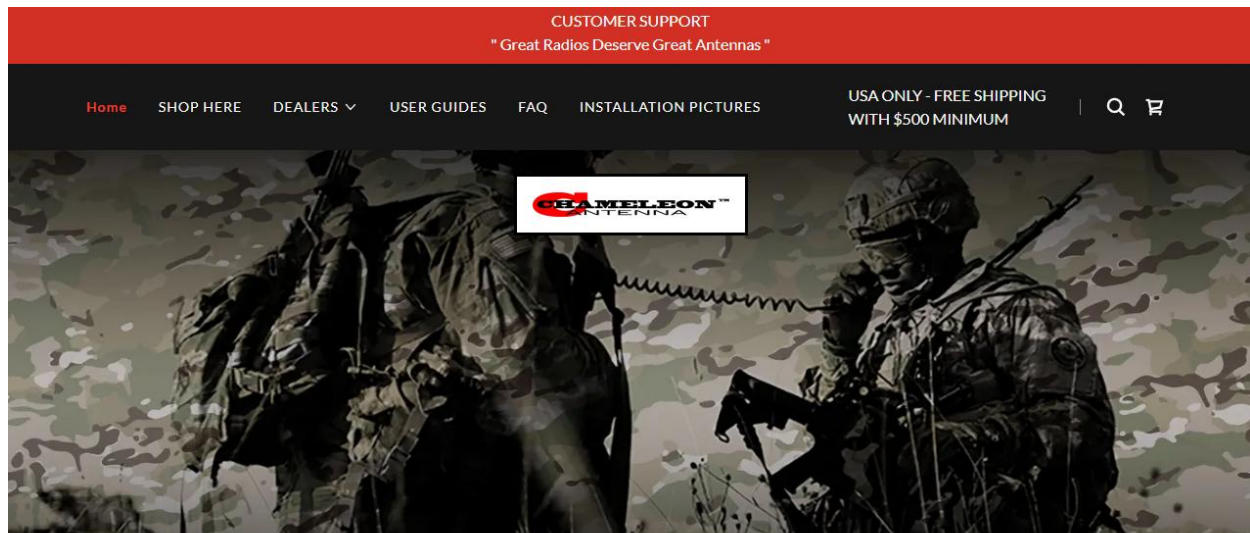 CUSTOMER SUPPORT
" Great Radios Deserve Great Antennas "
Home SHOP HERE DEALERS USER GUIDES FAQ INSTALLATION PICTURES
USA ONLY - FREE SHIPPING
WITH $500 MINIMUM
CHAMELEON™
ANTENNA